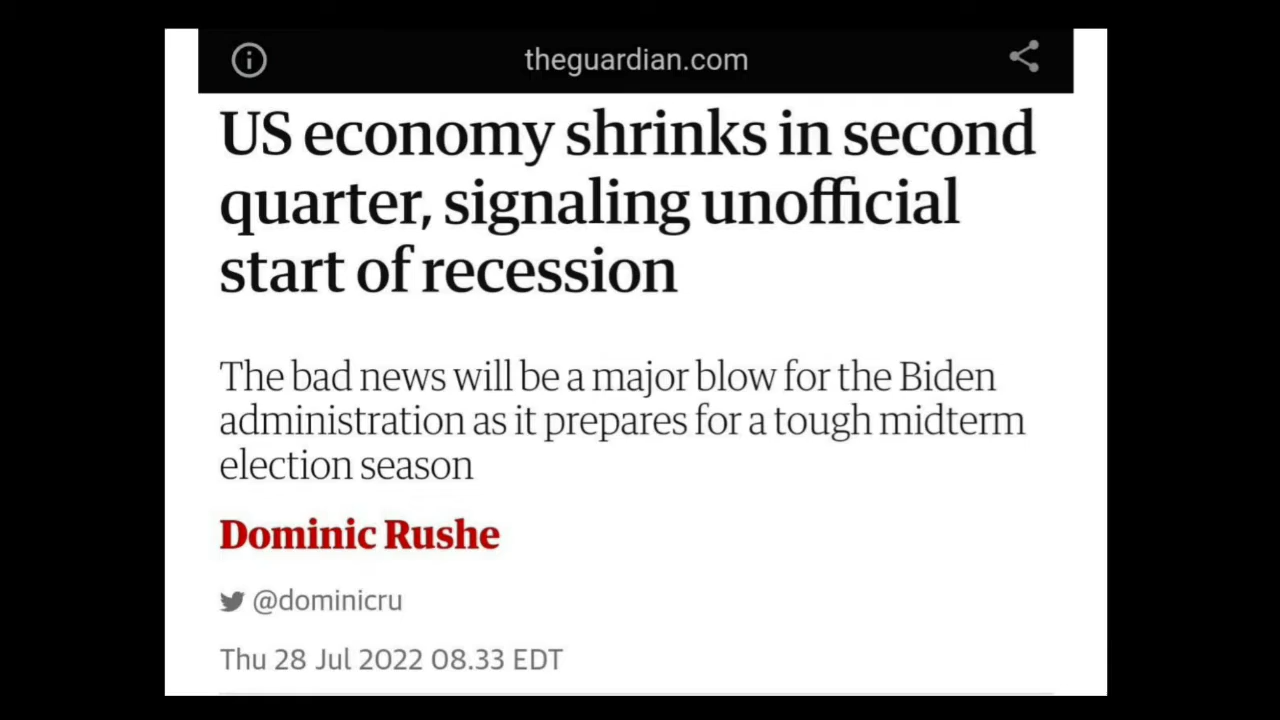 theguardian.com
US economy shrinks in second
quarter, signaling unofficial
start of recession
The bad news will be a major blow for the Biden
administration as it prepares for a tough midterm
election season
Dominic Rushe
@dominicru
Thu 28 Jul 2022 08.33 EDT